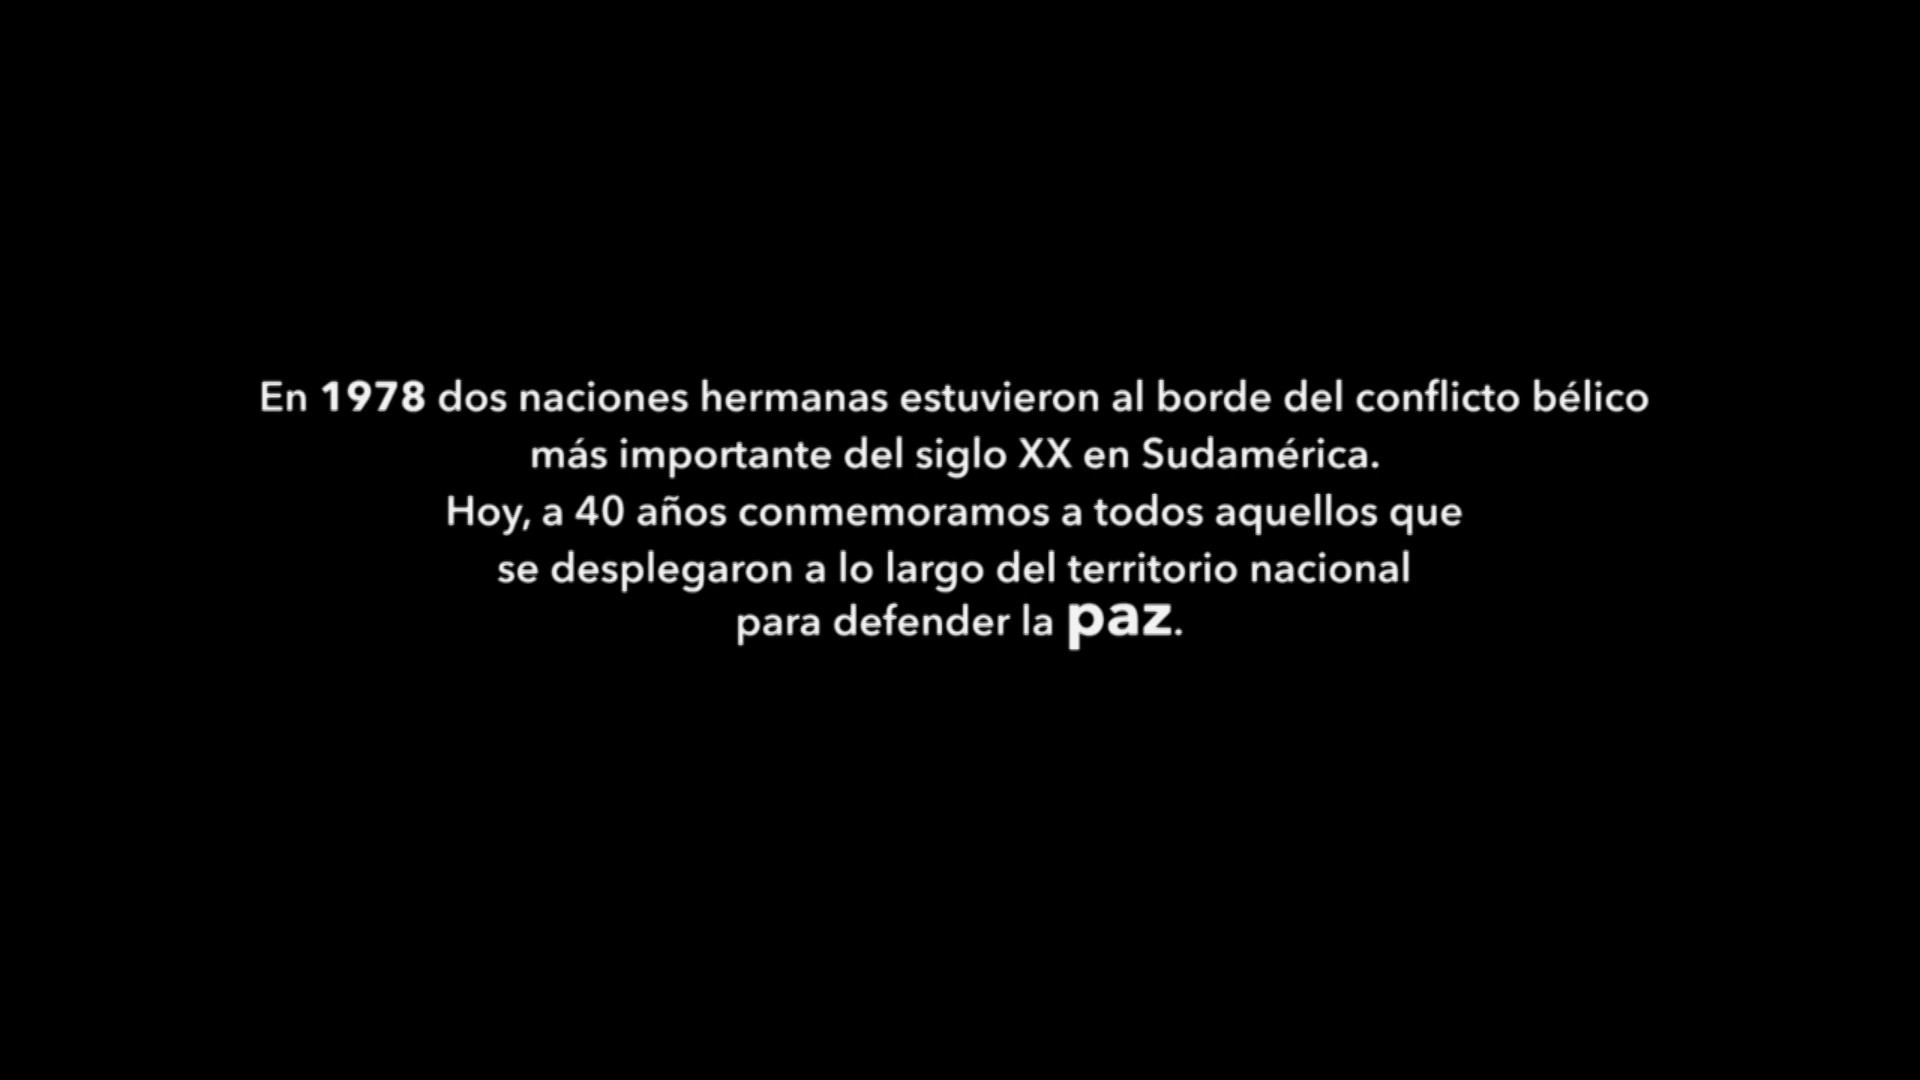 En 1978 dos naciones hermanas estuvieron al borde del conflicto bélico
más importante del siglo XX en Sudamérica.
Hoy, a 40 años conmemoramos a todos aquellos que
se desplegaron a lo largo del territorio nacional
para defender la paz.